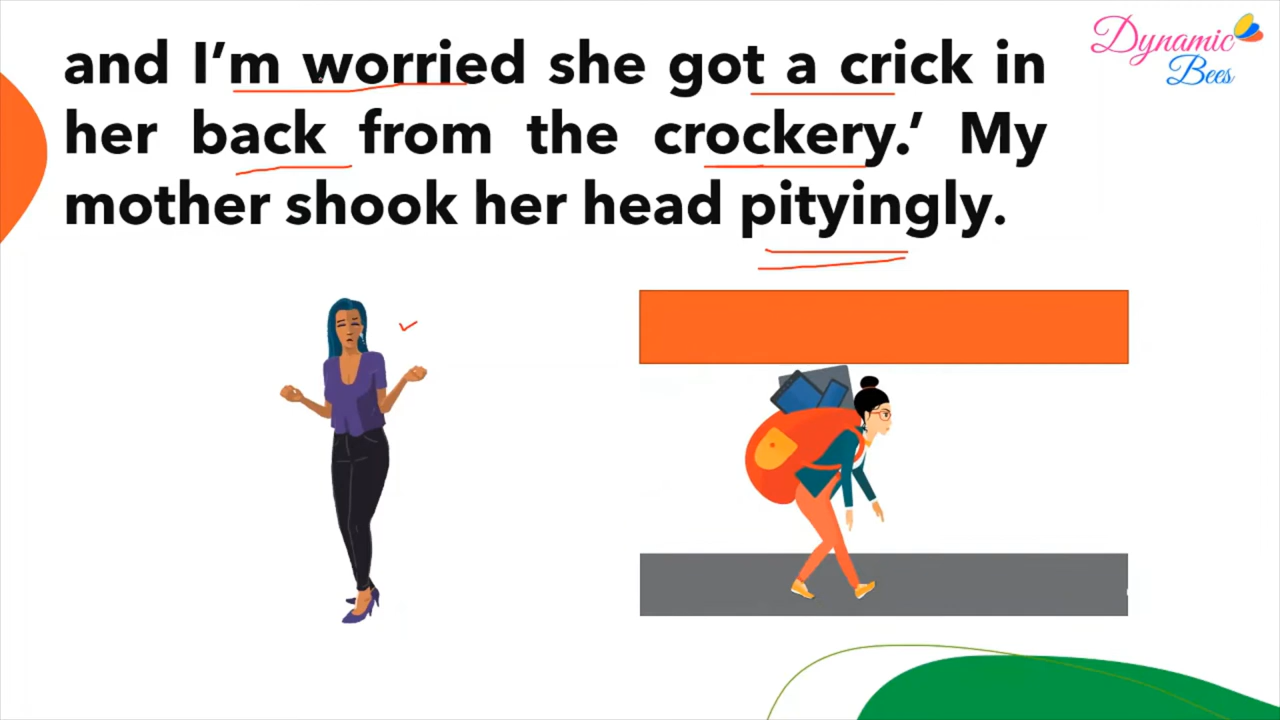 and I’m worried she got a crick in
her back from the crockery.’ My
mother shook her head pityingly.
Dynamic
Bees